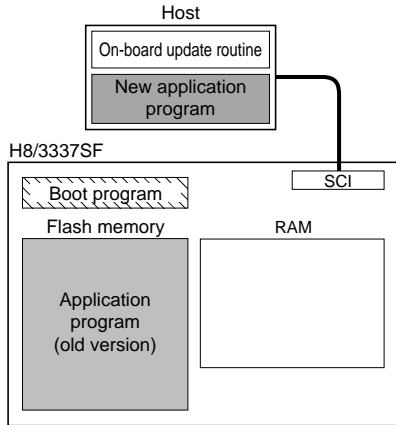 Host
On-board update routine
New application
program
H8/3337SF
SCI
Boot program
Flash memory
RAM
Application
program
(old version)